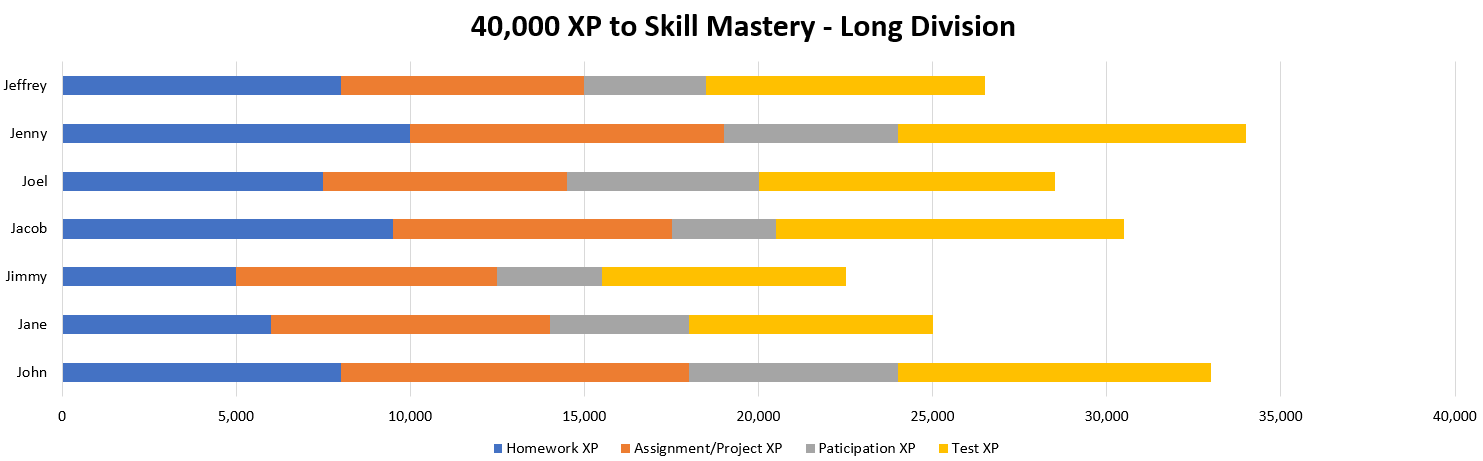 40,000 XP to Skill Mastery - Long Division
Jeffrey
Jenny
Joel
Jacob
Jimmy
Jane
John
0 5,000 10,000 15,000 20,000 25,000 30,000 35,000 40,000
Homework XP Assignment/Project XP Paticipation XP Test XP